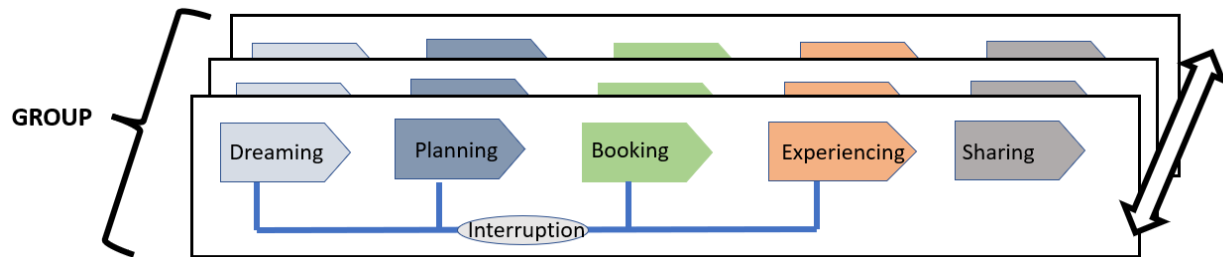 GROUP
Dreaming
Planning
Booking
Experiencing
Sharing
Interruption